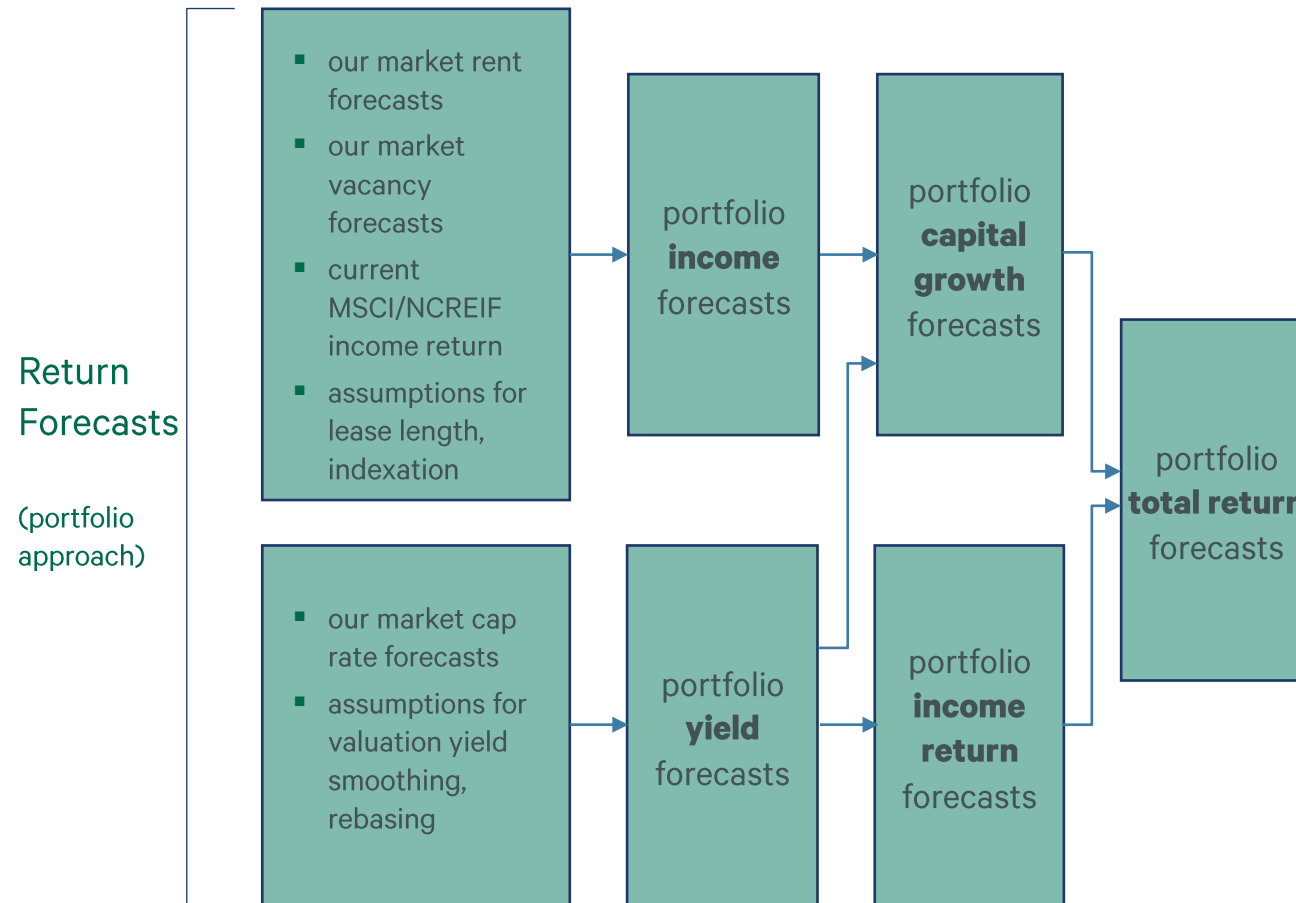 Return
Forecasts
(portfolio
approach)
▪ our market rent
forecasts
▪ our market
vacancy
forecasts
▪ current
MSCI/NCREIF
income return
▪ assumptions for
lease length,
indexation
portfolio
income
forecasts
portfolio
capital
growth
forecasts
▪ our market cap
rate forecasts
▪ assumptions for
valuation yield
smoothing,
rebasing
portfolio
yield
forecasts
portfolio
income
return
forecasts
portfolio
total return
forecasts